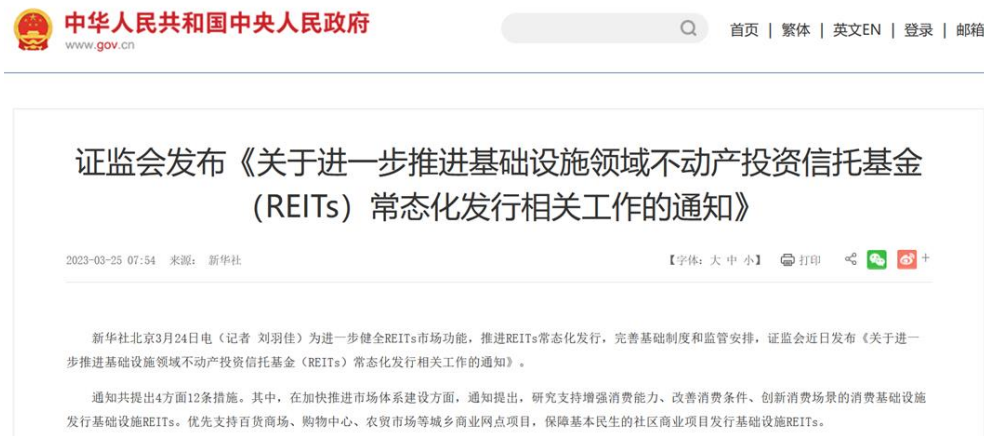 中华人民共和国中央人民政府
www.gov.cn
首页 | 繁体 | 英文EN | 登录 | 邮箱
证监会发布《关于进一步推进基础设施领域不动产投资信托基金
（REITs）常态化发行相关工作的通知》
2023-03-25 07:54 来源： 新华社
【字体：大 中 小】 打印
新华社北京3月24日电（记者 刘羽佳）为进一步健全REITs市场功能，推进REITs常态化发行，完善基础制度和监管安排，证监会近日发布《关于进一
步推进基础设施领域不动产投资信托基金（REITs）常态化发行相关工作的通知》。
通知共提出4方面12条措施。其中，在加快推进市场体系建设方面，通知提出，研究支持增强消费能力、改善消费条件、创新消费场景的消费基础设施
发行基础设施REITs。优先支持百货商场、购物中心、农贸市场等城乡商业网点项目，保障基本民生的社区商业项目发行基础设施REITs。